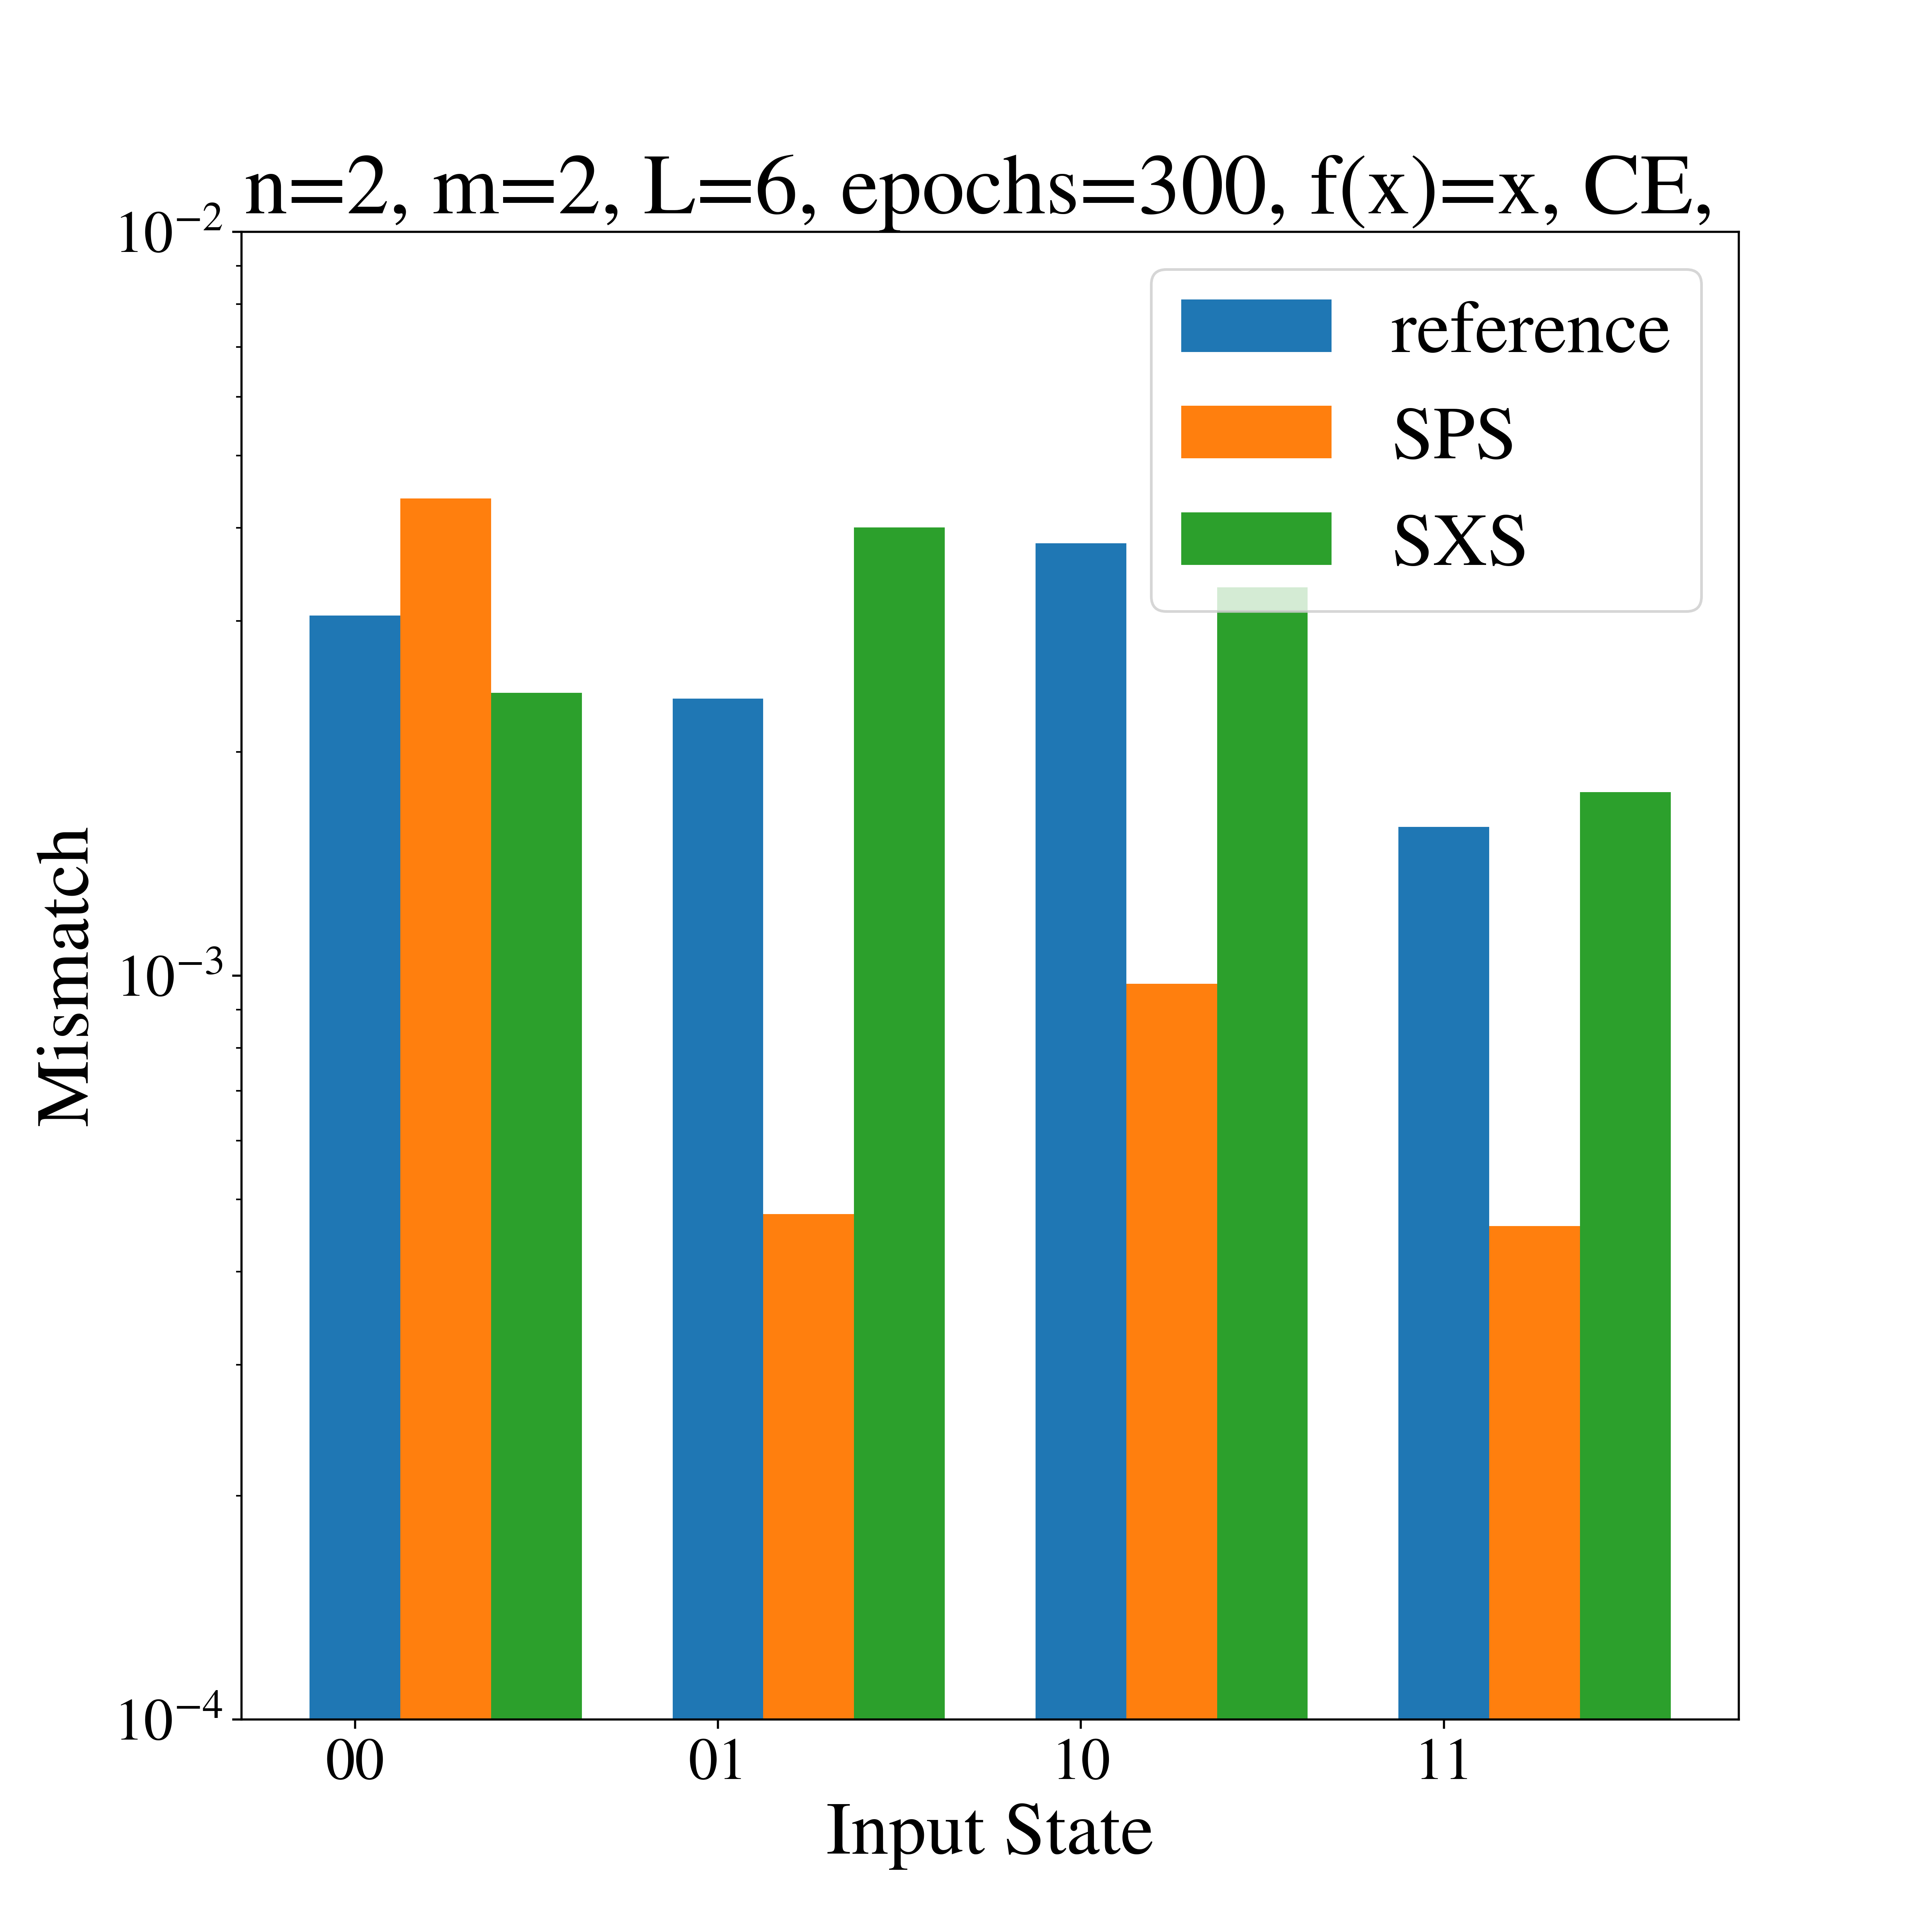 n=2, m=2, L=6, epochs=300, f(x)=x, CE,
10⁻²
10⁻³
10⁻⁴
Mismatch
reference
SPS
SXS
00 01 10 11
Input State